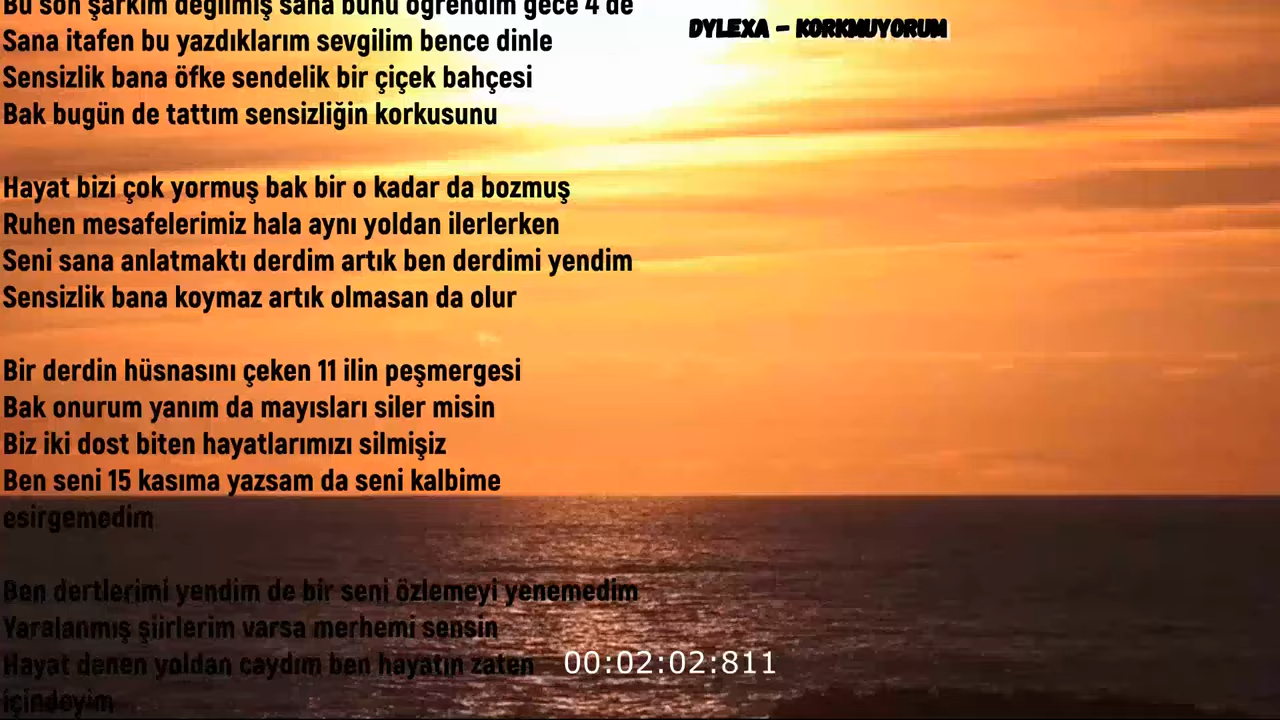 Bu son şarkım değilmiş sana bunu öğrendim gece 4 de
Sana itafen bu yazdıklarım sevgilim bence dinle
Sensizlik bana öfke sendelik bir çiçek bahçesi
Bak bugün de tattım sensizliğin korkusunu
Hayat bizi çok yormuş bak bir o kadar da bozmuş
Ruhen mesafelerimiz hala aynı yoldan ilerlerken
Seni sana anlatmaktı derdim artık ben derdimi yendim
Sensizlik bana koymaz artık olmasan da olur
Bir derdin hüsnasını çeken 11 ilin peşmergesi
Bak onurum yanım da mayısları siler misin
Biz iki dost biten hayatlarımızı silmişiz
Ben seni 15 kasıma yazsam da seni kalbime
esirgemedim
Ben dertlerimi yendim de bir seni özlemeyi yenemedim
Yaralanmış şiirlerim varsa merhemi sensin
Hayat denen yoldan caydım ben hayatın zaten
içindeyim
DYLEXA - KORKMUYORUM
00:02:02:811